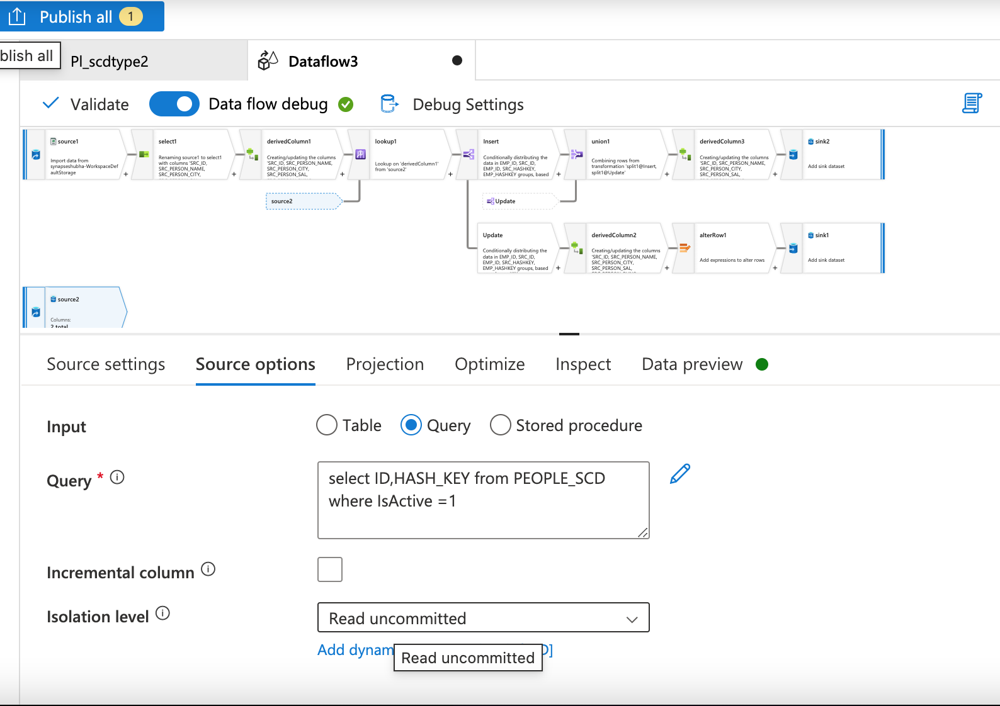 Publish all 1
blish all
Pl_scdtype2
Dataflow3
Validate
Data flow debug
Debug Settings
source1
Import data from
synapseshubha-WorkspaceDef
aultStorage
+
select1
Renaming source1 to select1
with columns 'SRC_ID,
SRC_PERSON_NAME,
SRC_PERSON_CITY,
+
derivedColumn1
Creating/updating the columns
'SRC_ID, SRC_PERSON_NAME,
SRC_PERSON_CITY,
SRC_PERSON_SAL,
+
lookup1
Lookup on 'derivedColumn1'
from 'source2'
+
Insert
Conditionally distributing the
data in EMP_ID, SRC_ID,
EMP_ID, SRC_HASHKEY,
EMP_HASHKEY groups, based
+
union1
Combining rows from
transformation 'split1@Insert,
split1@Update'
+
derivedColumn3
Creating/updating the columns
'SRC_ID, SRC_PERSON_NAME,
SRC_PERSON_CITY,
SRC_PERSON_SAL,
+
sink2
Add sink dataset
source2
Update
Update
Conditionally distributing the
data in EMP_ID, SRC_ID,
EMP_ID, SRC_HASHKEY,
EMP_HASHKEY groups, based
+
derivedColumn2
Creating/updating the columns
'SRC_ID, SRC_PERSON_NAME,
SRC_PERSON_CITY,
SRC_PERSON_SAL,
+
alterRow1
Add expressions to alter rows
+
sink1
Add sink dataset
source2
Columns:
2 total
Source settings
Source options
Projection
Optimize
Inspect
Data preview
Input
Table
Query
Stored procedure
Query *
select ID,HASH_KEY from PEOPLE_SCD
where IsActive =1
Incremental column
Isolation level
Read uncommitted
Add dynam
Read uncommitted